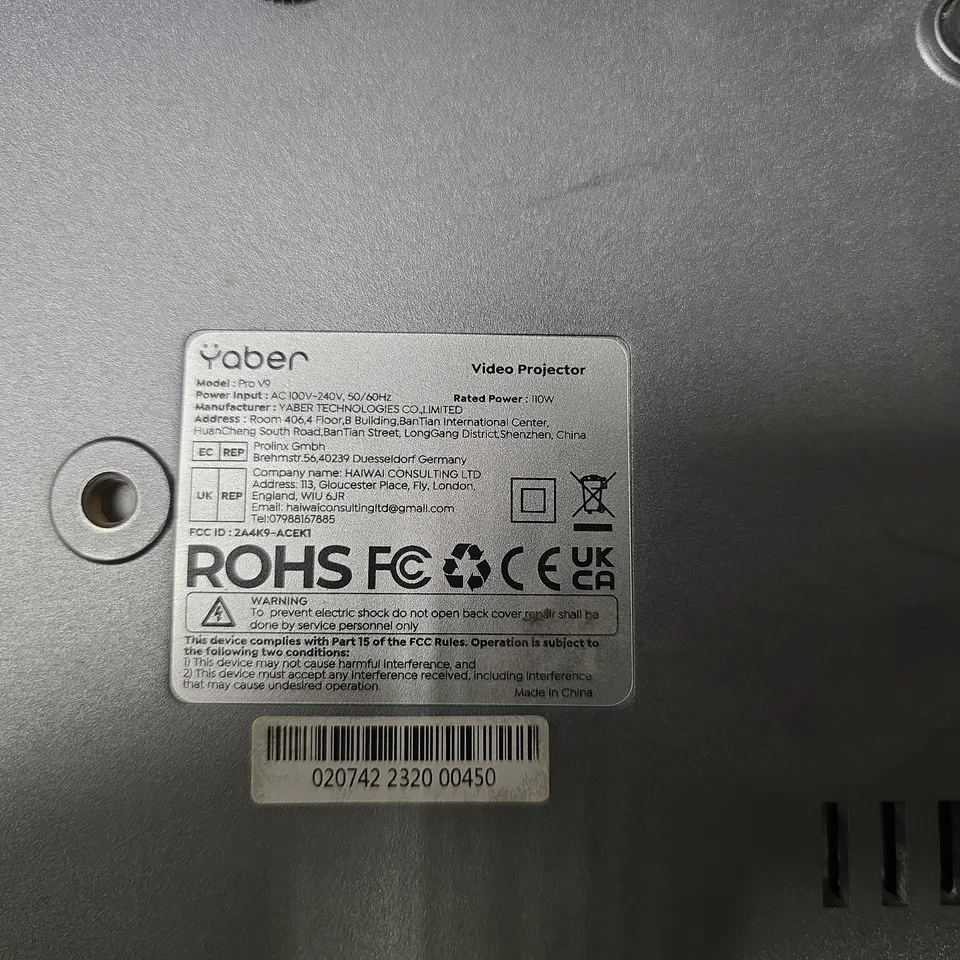 Yaber
Video Projector
Model : Pro V9
Power Input : AC 100V-240V, 50/60Hz
Rated Power : 110W
Manufacturer : YABER TECHNOLOGIES CO.,LIMITED
Address : Room 406,4 Floor,B Building,BanTian International Center,
HuanCheng South Road,BanTian Street, LongGang District,Shenzhen, China
EC REP
Prolinx Gmbh
Brehmstr.56,40239 Duesseldorf Germany
UK REP
Company name: HAIWAI CONSULTING LTD
Address: 113, Gloucester Place, Fly, London,
England, W1U 6JR
Email: haiwaiconsultingltd@gmail.com
Tel:07988167885
FCC ID : 2A4K9-ACEK1
ROHS FC CE UK CA
WARNING
To prevent electric shock do not open back cover repair shall be
done by service personnel only
This device complies with Part 15 of the FCC Rules. Operation is subject to
the following two conditions:
1) This device may not cause harmful Interference, and
2) This device must accept any Interference received, including Interference
that may cause undesired operation.
Made In China
020742 2320 00450